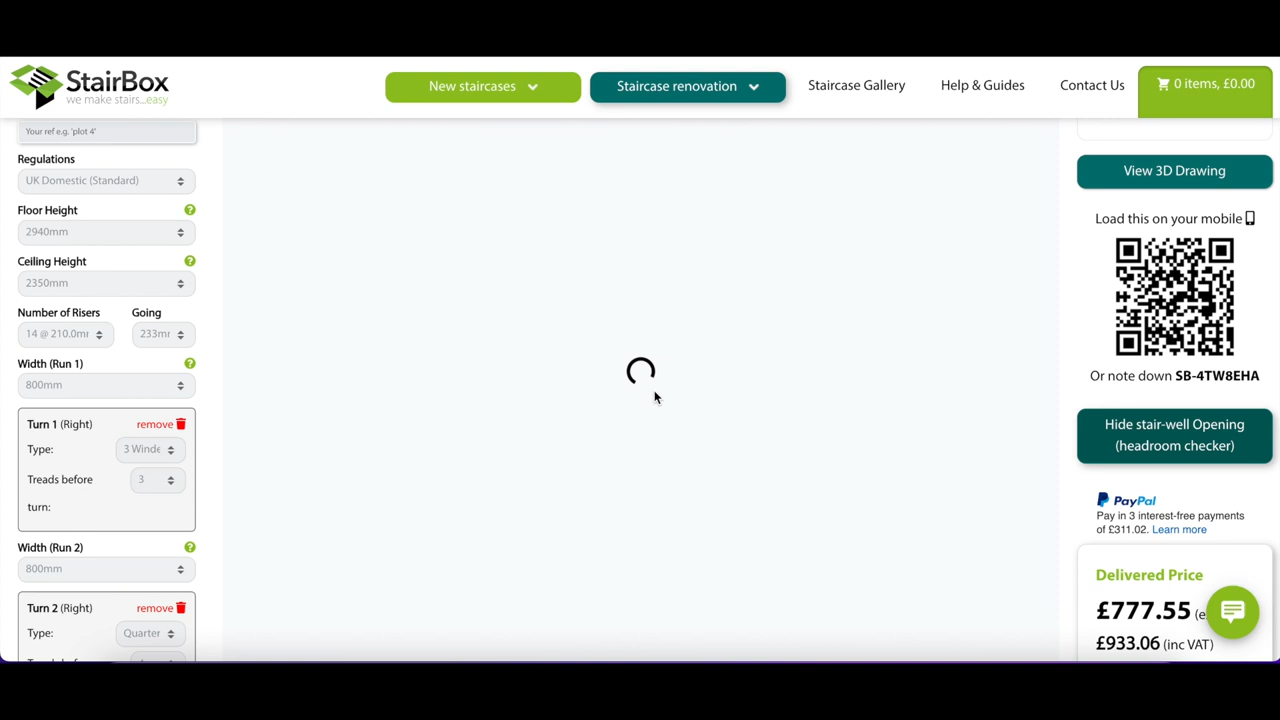 StairBox
we make stairs...easy
New staircases
Staircase renovation
Staircase Gallery
Help & Guides
Contact Us
0 items, £0.00
Your ref e.g. 'plot 4'
Regulations
UK Domestic (Standard)
Floor Height
2940mm
Ceiling Height
2350mm
Number of Risers
Going
14 @ 210.0mr
233mr
Width (Run 1)
800mm
Turn 1 (Right)
remove
Type:
3 Winde
Treads before
turn:
3
Width (Run 2)
800mm
Turn 2 (Right)
remove
Type:
Quarter
View 3D Drawing
Load this on your mobile
Or note down SB-4TW8EHA
Hide stair-well Opening
(headroom checker)
PayPal
Pay in 3 interest-free payments
of £311.02. Learn more
Delivered Price
£777.55
£933.06 (inc VAT)